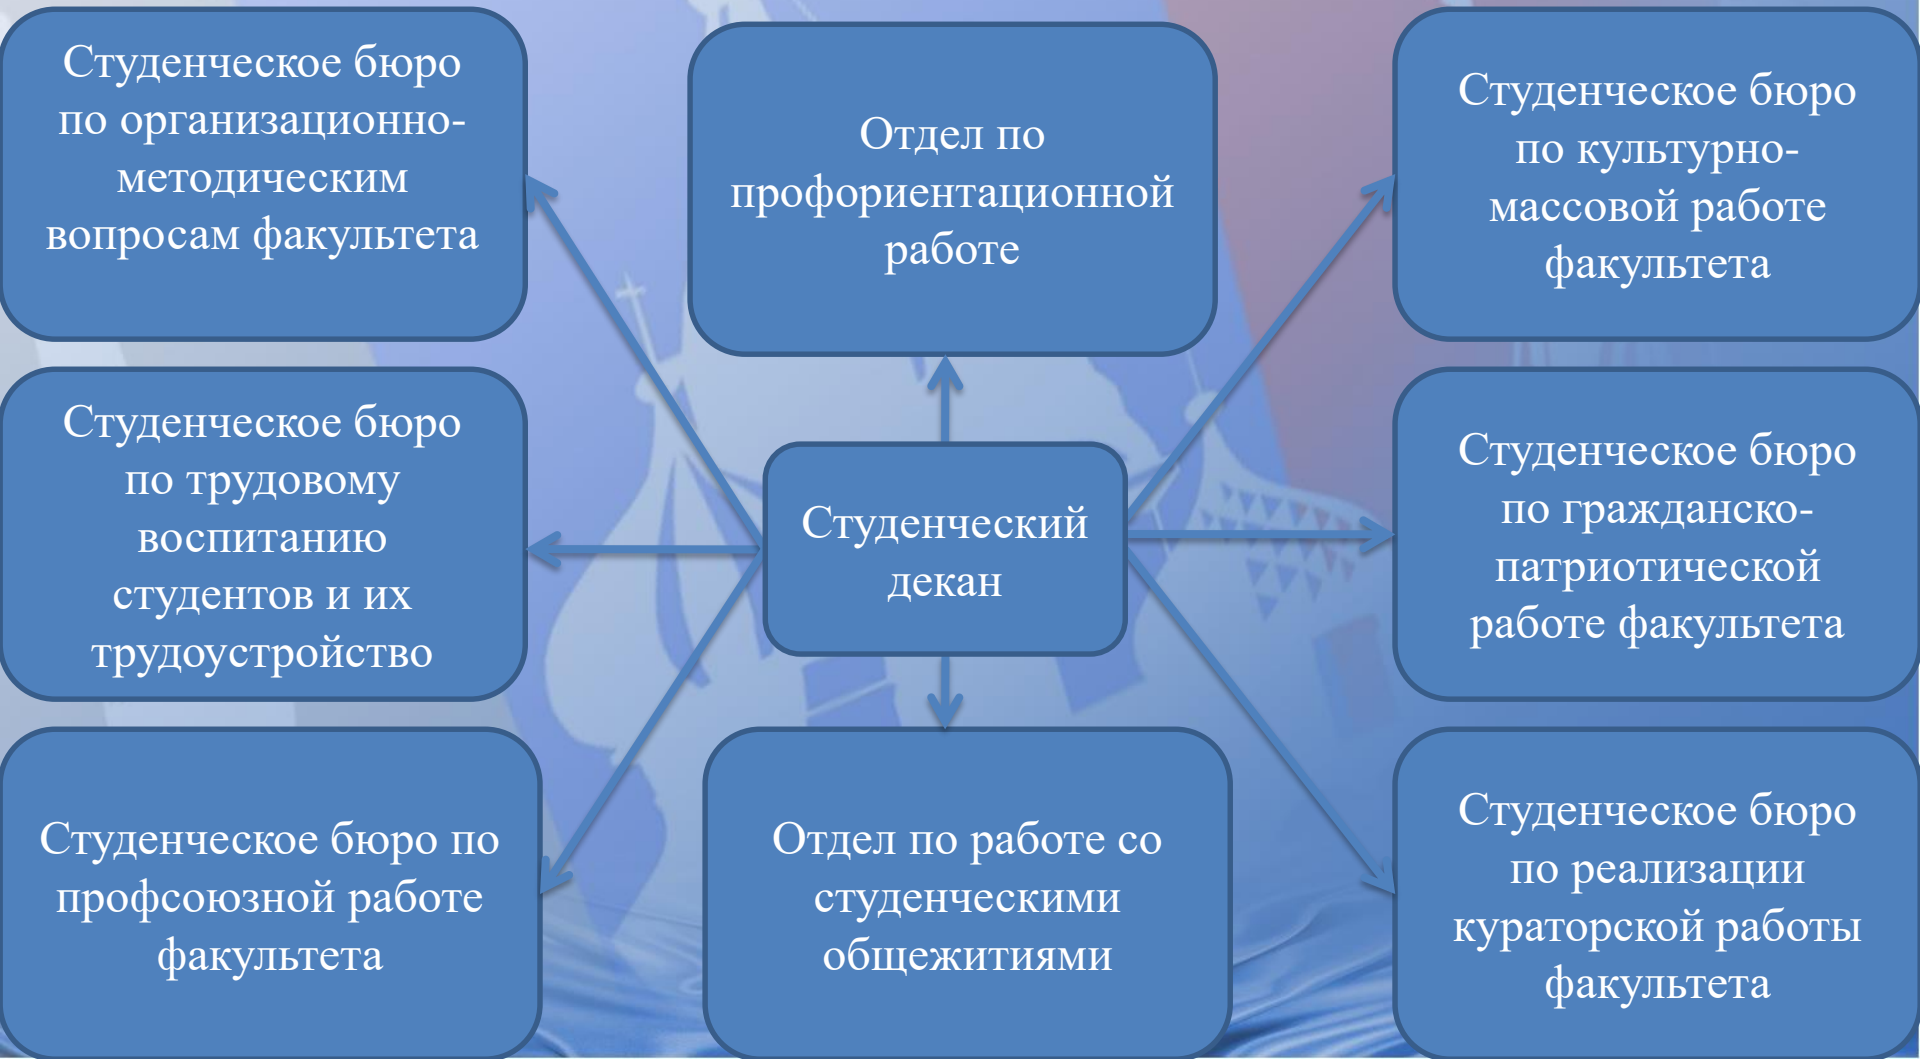 Студенческое бюро
по организационно-
методическим
вопросам факультета
Отдел по
профориентационной
работе
Студенческое бюро
по культурно-
массовой работе
факультета
Студенческое бюро
по трудовому
воспитанию
студентов и их
трудоустройство
Студенческий
декан
Студенческое бюро
по гражданско-
патриотической
работе факультета
Студенческое бюро по
профсоюзной работе
факультета
Отдел по работе со
студенческими
общежитиями
Студенческое бюро
по реализации
кураторской работы
факультета